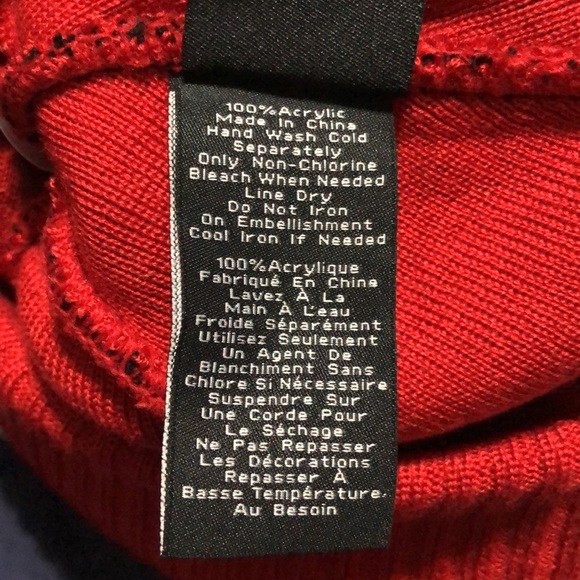 100%Acrylic
Made In China
Hand Wash Cold
Separately
Only Non-Chlorine
Bleach When Needed
Line Dry
Do Not Iron
On Embellishment
Cool Iron If Needed
100%Acrylique
Fabriqué En China
Lavez À La
Main À L'eau
Froide Séparément
Utilisez Seulement
Un Agent De
Blanchiment Sans
Chlore Si Nécessaire
Suspendre Sur
Une Corde Pour
Le Séchage
Ne Pas Repasser
Les Décorations
Repasser À
Basse Température
Au Besoin